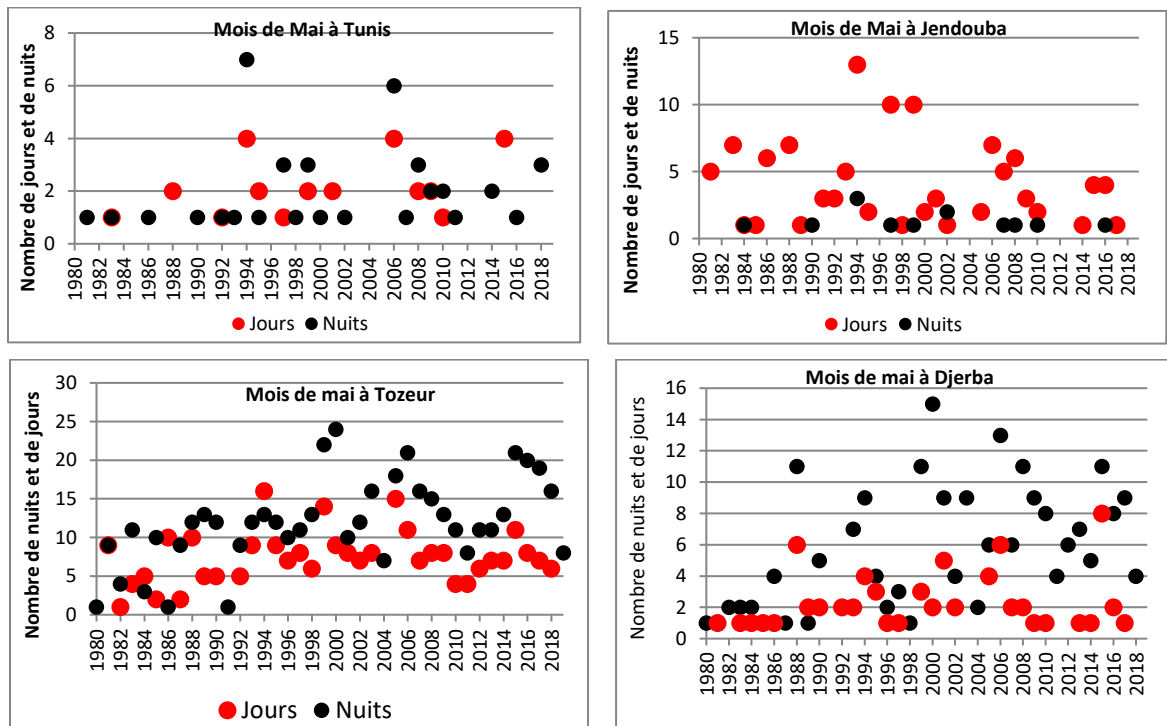 Mois de Mai à Tunis
Nombre de jours et de nuits
8
6
4
2
0
1980 1982 1984 1986 1988 1990 1992 1994 1996 1998 2000 2002 2004 2006 2008 2010 2012 2014 2016 2018
Jours Nuits
Mois de Mai à Jendouba
Nombre de jours et de nuits
15
10
5
0
1980 1982 1984 1986 1988 1990 1992 1994 1996 1998 2000 2002 2004 2006 2008 2010 2012 2014 2016 2018
Jours Nuits
Mois de mai à Tozeur
Nombre de nuits et de jours
30
25
20
15
10
5
0
1980 1982 1984 1986 1988 1990 1992 1994 1996 1998 2000 2002 2004 2006 2008 2010 2012 2014 2016 2018
Jours Nuits
Mois de mai à Djerba
Nombre de nuits et de jours
16
14
12
10
8
6
4
2
0
1980 1982 1984 1986 1988 1990 1992 1994 1996 1998 2000 2002 2004 2006 2008 2010 2012 2014 2016 2018
Jours Nuits